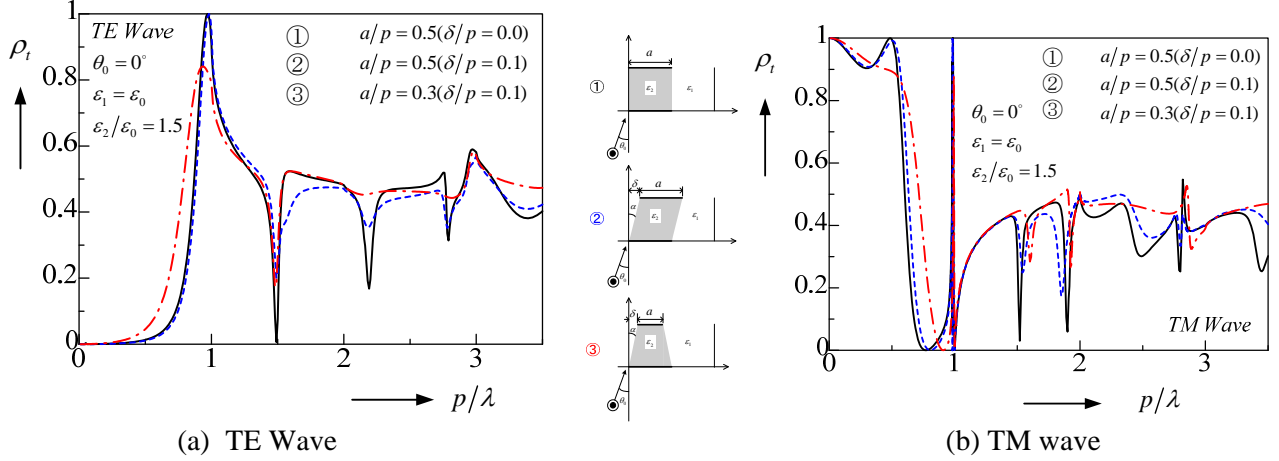 1
0.8
0.6
0.4
0.2
0
ρt
TE Wave
θ0 = 0°
ε1 = ε0
ε2/ε0 = 1.5
① a/p = 0.5(δ/p = 0.0)
② a/p = 0.5(δ/p = 0.1)
③ a/p = 0.3(δ/p = 0.1)
0 1 2 3
p/λ
(a) TE Wave
①
a
ε2
ε1
θ0
②
δ
a
α
ε2
ε1
θ0
③
δ
a
α
ε2
ε1
θ0
1
0.8
0.6
0.4
0.2
0
ρt
① a/p = 0.5(δ/p = 0.0)
② a/p = 0.5(δ/p = 0.1)
③ a/p = 0.3(δ/p = 0.1)
θ0 = 0°
ε1 = ε0
ε2/ε0 = 1.5
TM Wave
0 1 2 3
p/λ
(b) TM wave